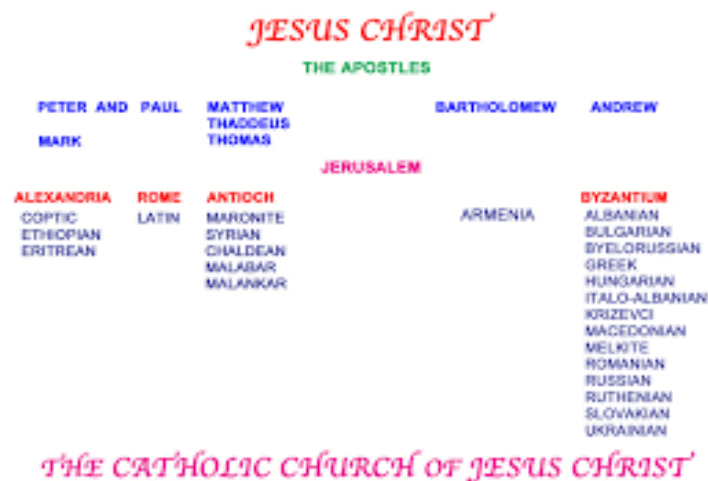 JESUS CHRIST
THE APOSTLES
PETER AND PAUL MATTHEW BARTHOLOMEW ANDREW
THADDEUS
MARK THOMAS
JERUSALEM
ALEXANDRIA ROME ANTIOCH BYZANTIUM
COPTIC LATIN MARONITE ARMENIA ALBANIAN
ETHIOPIAN SYRIAN BULGARIAN
ERITREAN CHALDEAN BYELORUSSIAN
MALABAR GREEK
MALANKAR HUNGARIAN
ITALO-ALBANIAN
KRIZEVCI
MACEDONIAN
MELKITE
ROMANIAN
RUSSIAN
RUTHENIAN
SLOVAKIAN
UKRAINIAN
THE CATHOLIC CHURCH OF JESUS CHRIST